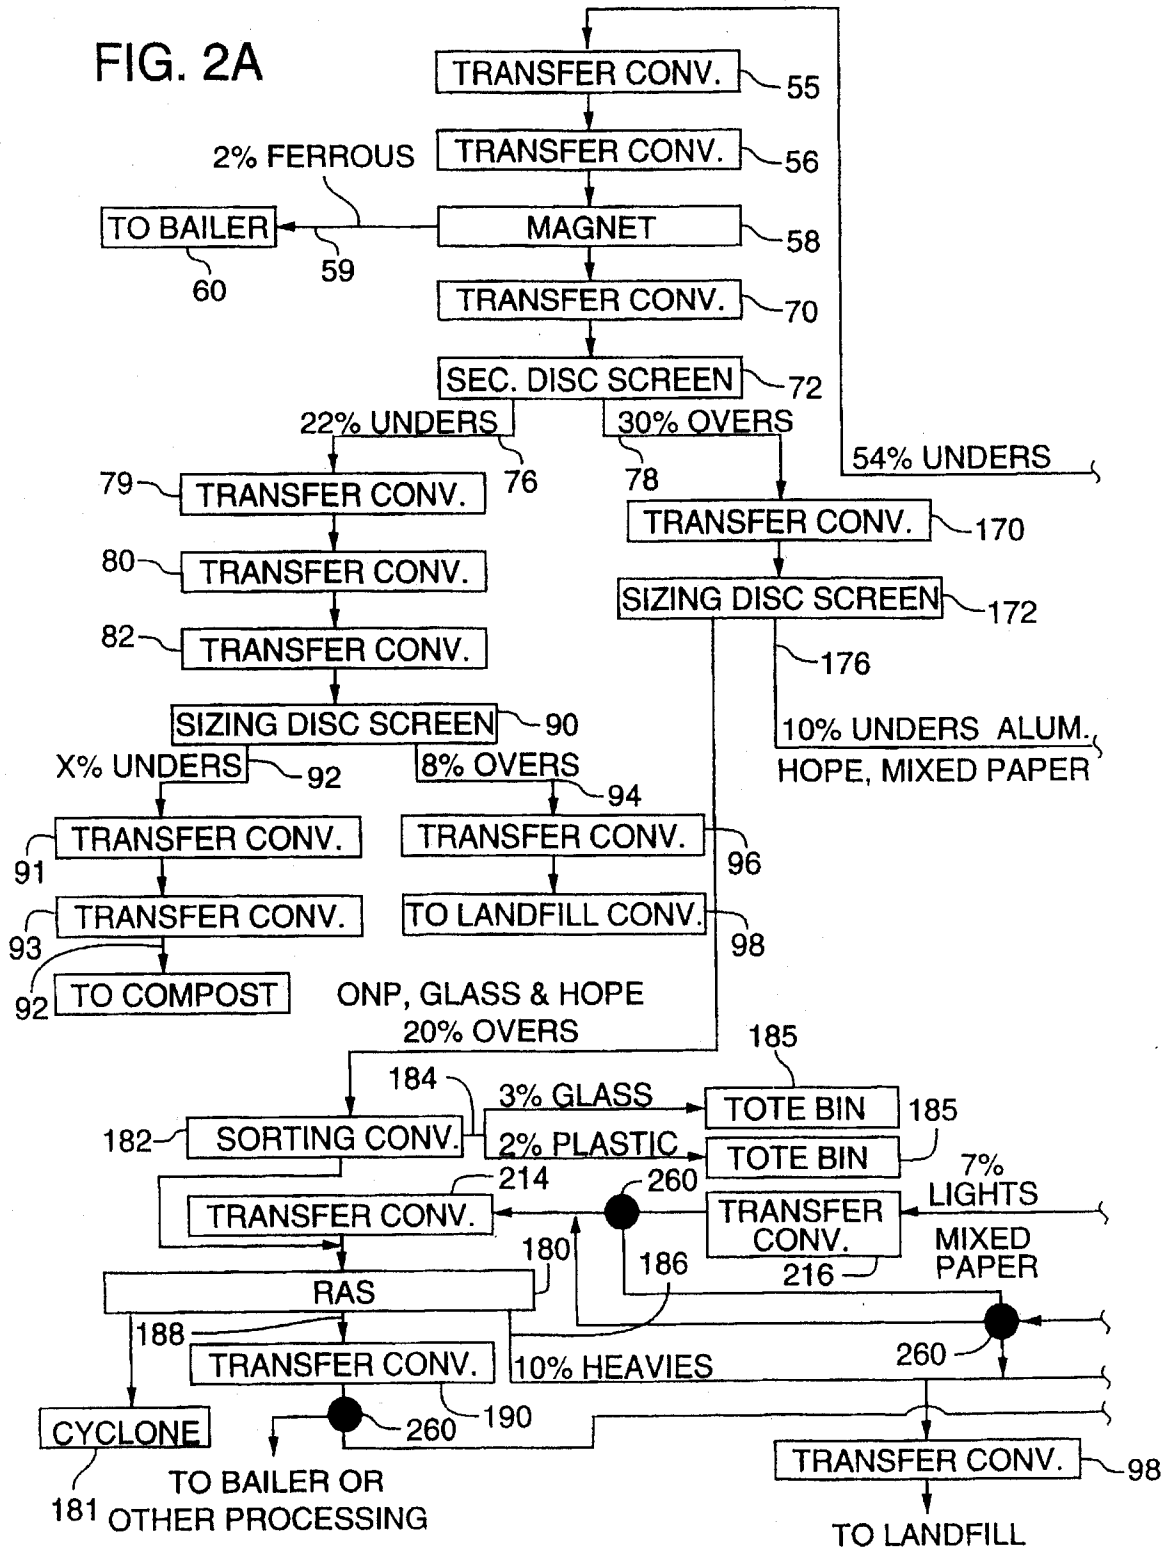 FIG. 2A
TRANSFER CONV.
55
TRANSFER CONV.
56
2% FERROUS
TO BAILER
MAGNET
58
59
60
TRANSFER CONV.
70
SEC. DISC SCREEN
72
22% UNDERS
30% OVERS
76
78
54% UNDERS
79
TRANSFER CONV.
TRANSFER CONV.
170
80
TRANSFER CONV.
SIZING DISC SCREEN
172
82
TRANSFER CONV.
176
SIZING DISC SCREEN
90
10% UNDERS ALUM.
HOPE, MIXED PAPER
X% UNDERS
92
8% OVERS
94
TRANSFER CONV.
91
TRANSFER CONV.
96
TRANSFER CONV.
93
TO LANDFILL CONV.
98
92
TO COMPOST
ONP, GLASS & HOPE
20% OVERS
185
184
3% GLASS
TOTE BIN
185
182
SORTING CONV.
2% PLASTIC
TOTE BIN
7%
LIGHTS
214
260
TRANSFER CONV.
TRANSFER
CONV.
216
MIXED
PAPER
180
186
RAS
188
TRANSFER CONV.
190
10% HEAVIES
260
CYCLONE
181
260
TO BAILER OR
OTHER PROCESSING
TRANSFER CONV.
98
TO LANDFILL